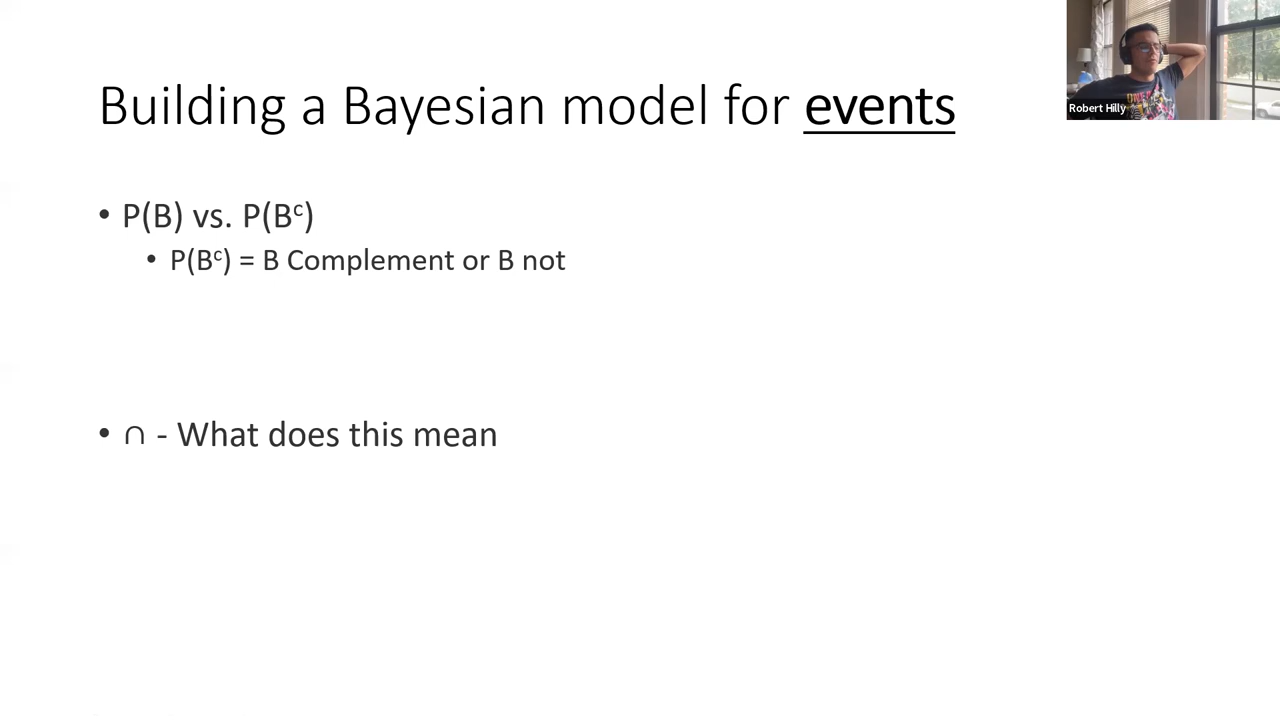 Building a Bayesian model for events
Robert Hilly
• P(B) vs. P(Bᶜ)
• P(Bᶜ) = B Complement or B not
• ∩ - What does this mean